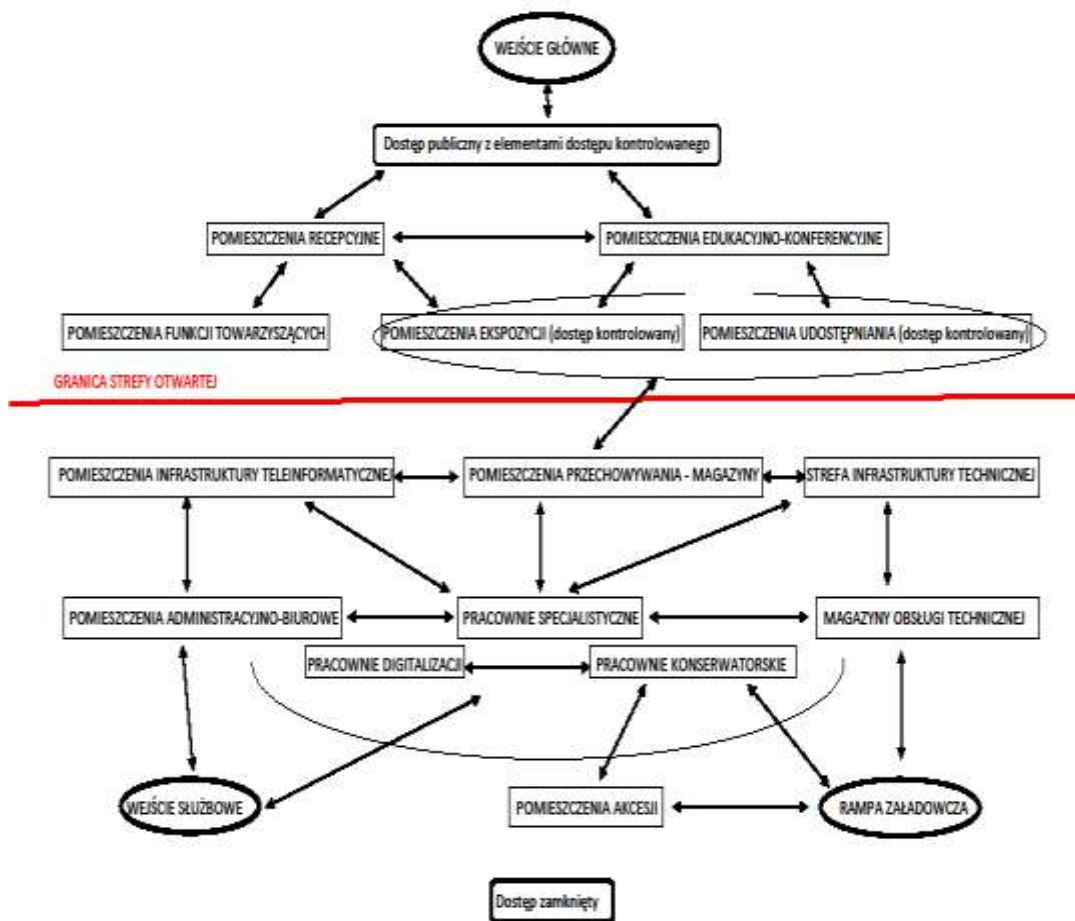 WEJŚCIE GŁÓWNE
Dostęp publiczny z elementami dostępu kontrolowanego
POMIESZCZENIA RECEPCYJNE
POMIESZCZENIA EDUKACYJNO-KONFERENCYJNE
POMIESZCZENIA FUNKCJI TOWARZYSZĄCYCH
POMIESZCZENIA EKSPOZYCJI (dostęp kontrolowany)
POMIESZCZENIA UDOSTĘPNIANIA (dostęp kontrolowany)
GRANICA STREFY OTWARTEJ
POMIESZCZENIA INFRASTRUKTURY TELEINFORMATYCZNEJ
POMIESZCZENIA PRZECHOWYWANIA - MAGAZYNY
STREFA INFRASTRUKTURY TECHNICZNEJ
POMIESZCZENIA ADMINISTRACYJNO-BIUROWE
PRACOWNIE SPECJALISTYCZNE
MAGAZYNY OBSŁUGI TECHNICZNEJ
PRACOWNIE DIGITALIZACJI
PRACOWNIE KONSERWATORSKIE
WEJŚCIE SŁUŻBOWE
POMIESZCZENIA AKCESJI
RAMPA ZAŁADOWCZA
Dostęp zamknięty